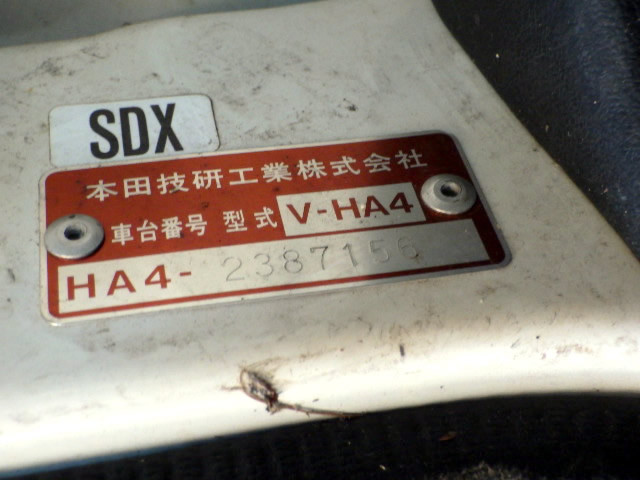 SDX
本田技研工業株式会社
車台番号 型式 V-HA4
HA4- 2387156